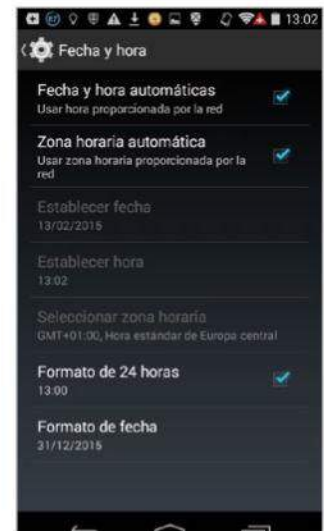 13:02
Fecha y hora
Fecha y hora automáticas
Usar hora proporcionada por la red
Zona horaria automática
Usar zona horaria proporcionada por la
red
Establecer fecha
13/02/2015
Establecer hora
13:02
Seleccionar zona horaria
GMT+01:00, Hora estándar de Europa central
Formato de 24 horas
13:00
Formato de fecha
31/12/2015